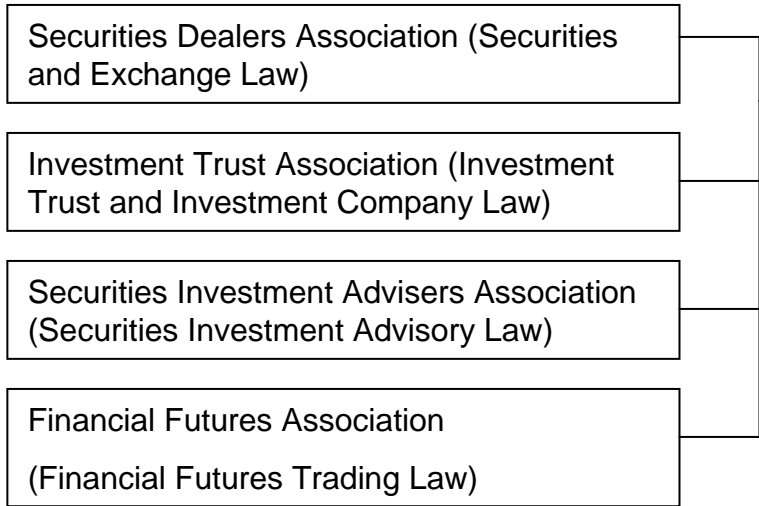 Securities Dealers Association (Securities
and Exchange Law)
Investment Trust Association (Investment
Trust and Investment Company Law)
Securities Investment Advisers Association
(Securities Investment Advisory Law)
Financial Futures Association
(Financial Futures Trading Law)